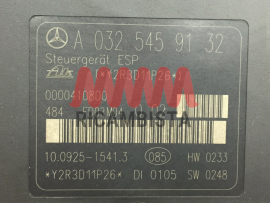 A 032 545 91 32
Steuergerät ESP
*Y2R3D11P26*
0000410800
484
RICAMBISTA
10.0925-1541.3 085 HW 0233
*Y2R3D11P26* DI 0105 SW 0248